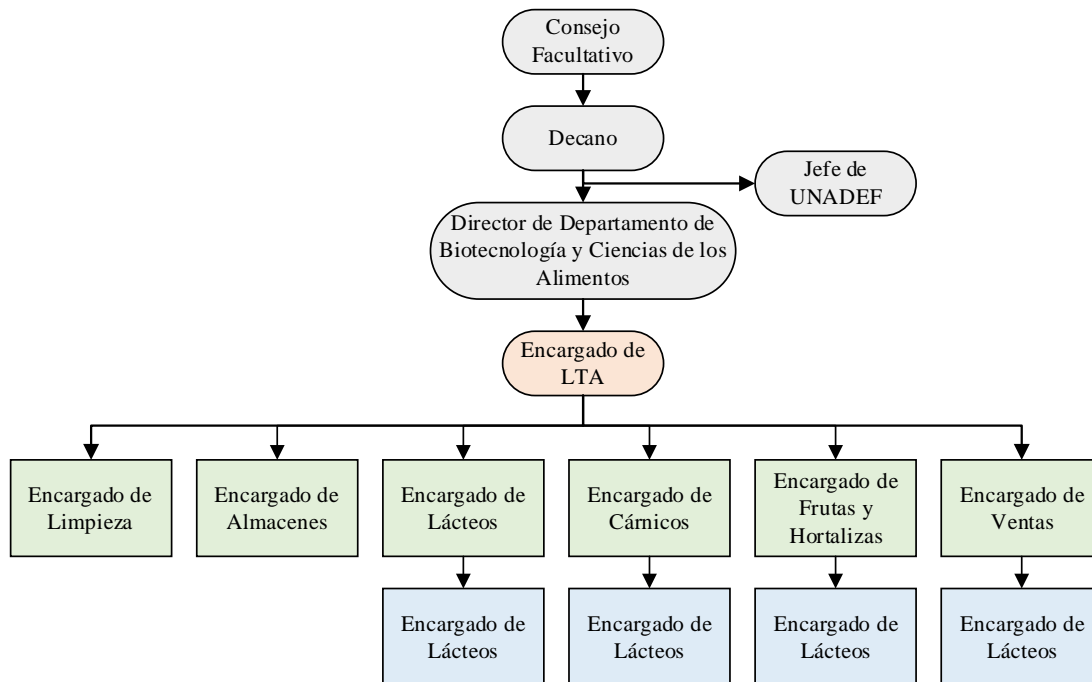 Consejo
Facultativo
Decano
Jefe de
UNADEF
Director de Departamento de
Biotecnología y Ciencias de los
Alimentos
Encargado de
LTA
Encargado de
Limpieza
Encargado de
Almacenes
Encargado de
Lácteos
Encargado de
Cárnicos
Encargado de
Frutas y
Hortalizas
Encargado de
Ventas
Encargado de
Lácteos
Encargado de
Lácteos
Encargado de
Lácteos
Encargado de
Lácteos